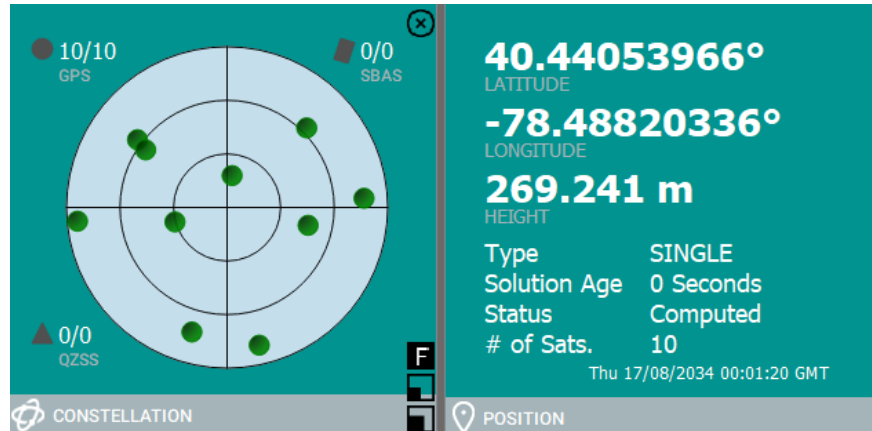 10/10
GPS
0/0
SBAS
0/0
QZSS
F
CONSTELLATION
40.44053966°
LATITUDE
-78.48820336°
LONGITUDE
269.241 m
HEIGHT
Type SINGLE
Solution Age 0 Seconds
Status Computed
# of Sats. 10
Thu 17/08/2034 00:01:20 GMT
POSITION